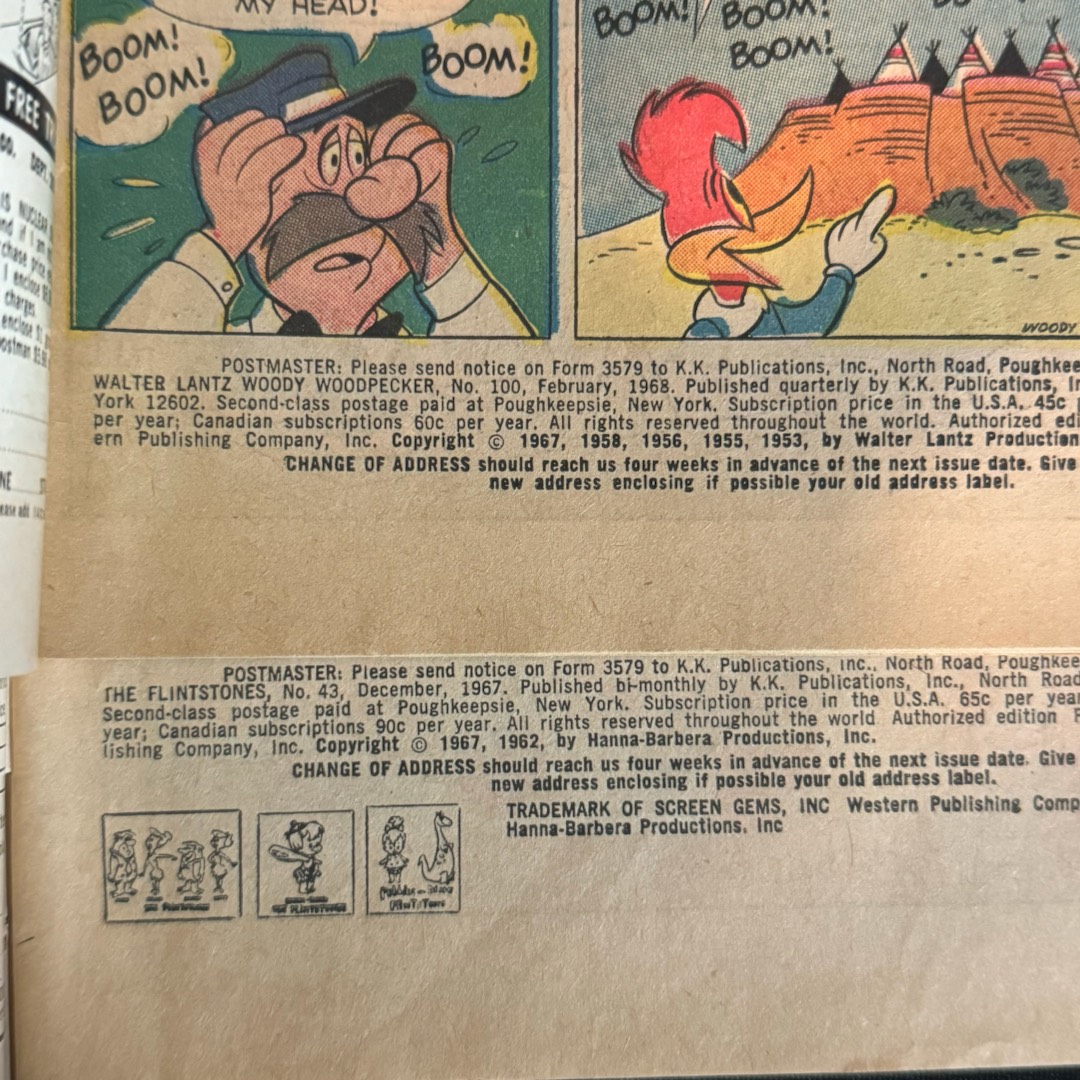 MY HEAD!
BOOM!
BOOM!
BOOM!
BOOM!
BOOM!
BOOM!
FREE
CO. DEPT.
IS NUCLEAR
WOODY
POSTMASTER: Please send notice on Form 3579 to K.K. Publications, Inc., North Road, Poughkee
WALTER LANTZ WOODY WOODPECKER, No. 100, February, 1968. Published quarterly by K.K. Publications, In
York 12602. Second-class postage paid at Poughkeepsie, New York. Subscription price in the U.S.A. 45c
per year; Canadian subscriptions 60c per year. All rights reserved throughout the world. Authorized edi
ern Publishing Company, Inc. Copyright © 1967, 1958, 1956, 1955, 1953, by Walter Lantz Production
CHANGE OF ADDRESS should reach us four weeks in advance of the next issue date. Give
new address enclosing if possible your old address label.
POSTMASTER: Please send notice on Form 3579 to K.K. Publications, Inc., North Road, Poughkee
THE FLINTSTONES, No. 43, December, 1967. Published bi-monthly by K.K. Publications, Inc., North Road
Second-class postage paid at Poughkeepsie, New York. Subscription price in the U.S.A. 65c per year
year; Canadian subscriptions 90c per year. All rights reserved throughout the world Authorized edition
lishing Company, Inc. Copyright © 1967, 1962, by Hanna-Barbera Productions, Inc.
CHANGE OF ADDRESS should reach us four weeks in advance of the next issue date. Give
new address enclosing if possible your old address label.
TRADEMARK OF SCREEN GEMS, INC Western Publishing Comp
Hanna-Barbera Productions. Inc
THE FLINTSTONES